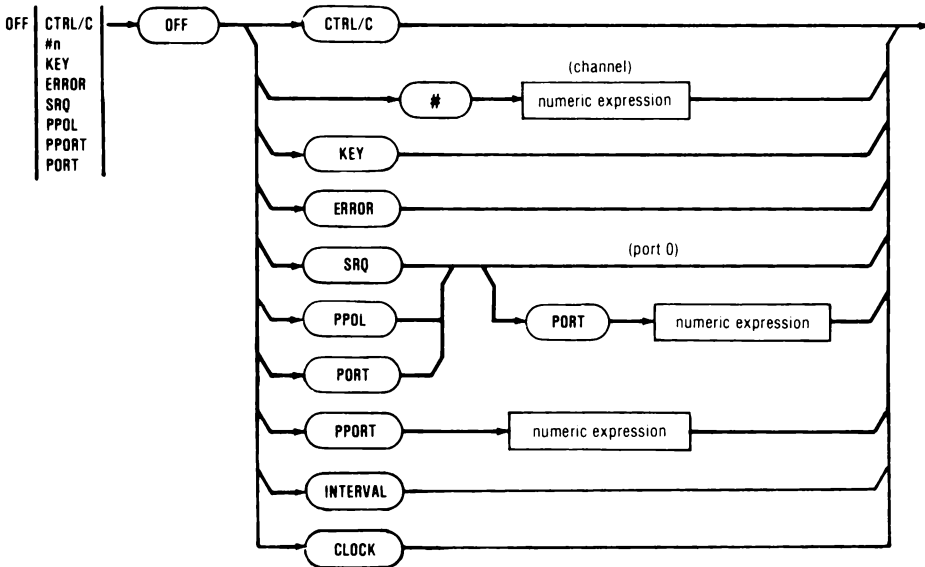 OFF CTRL/C
#n
KEY
ERROR
SRQ
PPOL
PPORT
PORT
OFF
CTRL/C
(channel)
# numeric expression
KEY
ERROR
SRQ (port 0)
PPOL PORT numeric expression
PORT
PPORT numeric expression
INTERVAL
CLOCK